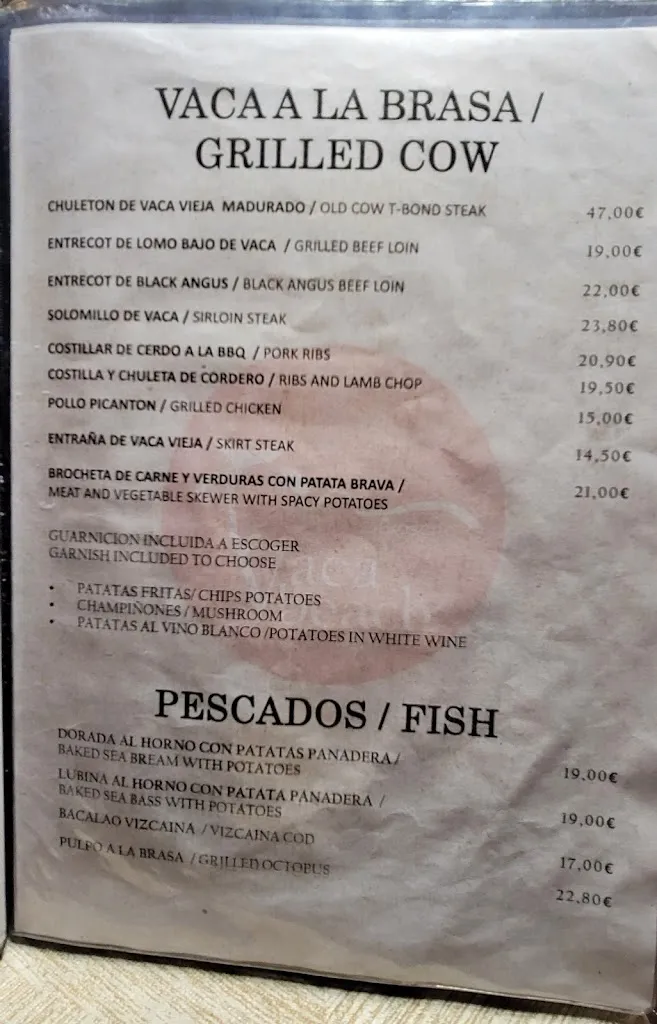 VACA A LA BRASA /
GRILLED COW
CHULETON DE VACA VIEJA MADURADO / OLD COW T-BOND STEAK 47,00€
ENTRECOT DE LOMO BAJO DE VACA / GRILLED BEEF LOIN 19,00€
ENTRECOT DE BLACK ANGUS / BLACK ANGUS BEEF LOIN 22,00€
SOLOMILLO DE VACA / SIRLOIN STEAK 23,80€
COSTILLAR DE CERDO A LA BBQ / PORK RIBS 20,90€
COSTILLA Y CHULETA DE CORDERO / RIBS AND LAMB CHOP 19,50€
POLLO PICANTON / GRILLED CHICKEN 15,00€
ENTRAÑA DE VACA VIEJA / SKIRT STEAK 14,50€
BROCHETA DE CARNE Y VERDURAS CON PATATA BRAVA /
MEAT AND VEGETABLE SKEWER WITH SPACY POTATOES 21,00€
GUARNICION INCLUIDA A ESCOGER
GARNISH INCLUDED TO CHOOSE
• PATATAS FRITAS/ CHIPS POTATOES
• CHAMPIÑONES / MUSHROOM
• PATATAS AL VINO BLANCO /POTATOES IN WHITE WINE
Vaca
PESCADOS / FISH
DORADA AL HORNO CON PATATAS PANADERA /
BAKED SEA BREAM WITH POTATOES 19,00€
LUBINA AL HORNO CON PATATA PANADERA /
BAKED SEA BASS WITH POTATOES 19,00€
BACALAO VIZCAINA / VIZCAINA COD 17,00€
PULPO A LA BRASA / GRILLED OCTOPUS 22,80€